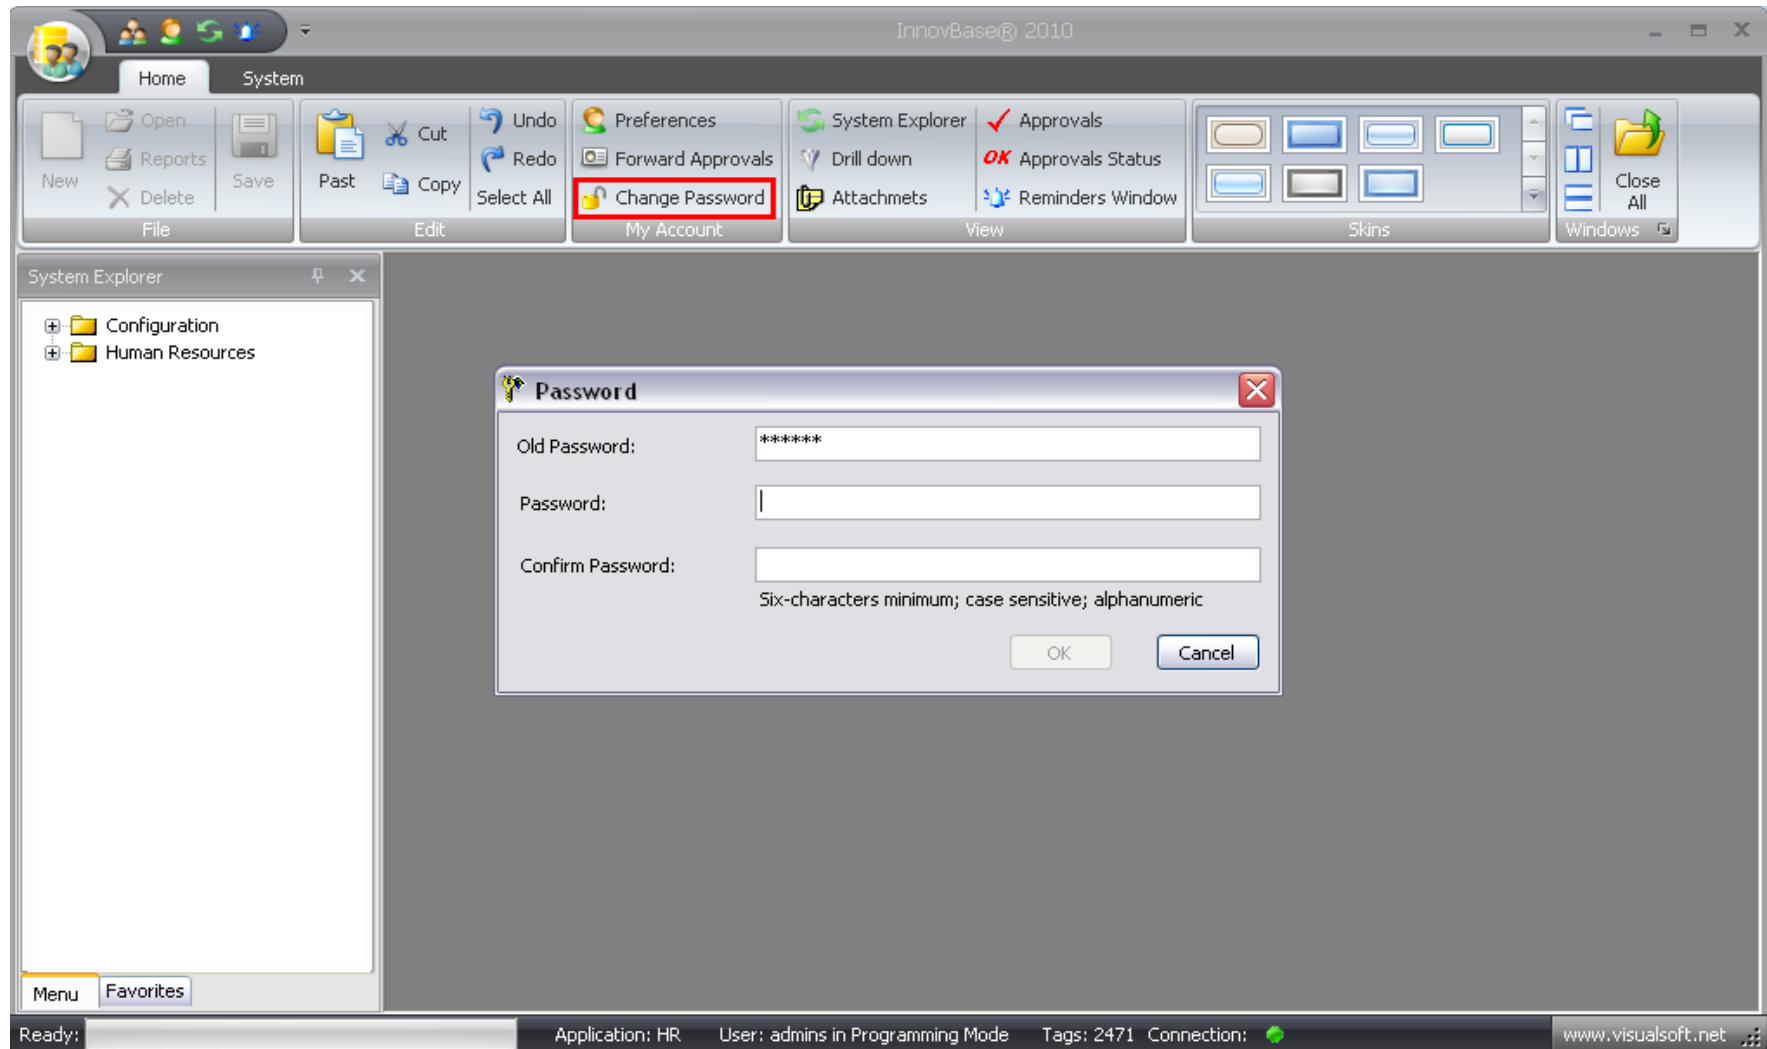 InnovBase® 2010
Home System
New Open Reports Delete Save
File
Past Cut Copy Undo Redo Select All
Edit
Preferences
Forward Approvals
Change Password
My Account
System Explorer
Drill down
Attachmets
Approvals
OK Approvals Status
Reminders Window
View
Skins
Close All
Windows
System Explorer
Configuration
Human Resources
Password
Old Password: ******
Password:
Confirm Password:
Six-characters minimum; case sensitive; alphanumeric
OK Cancel
Menu Favorites
Ready: Application: HR User: admins in Programming Mode Tags: 2471 Connection: www.visualsoft.net